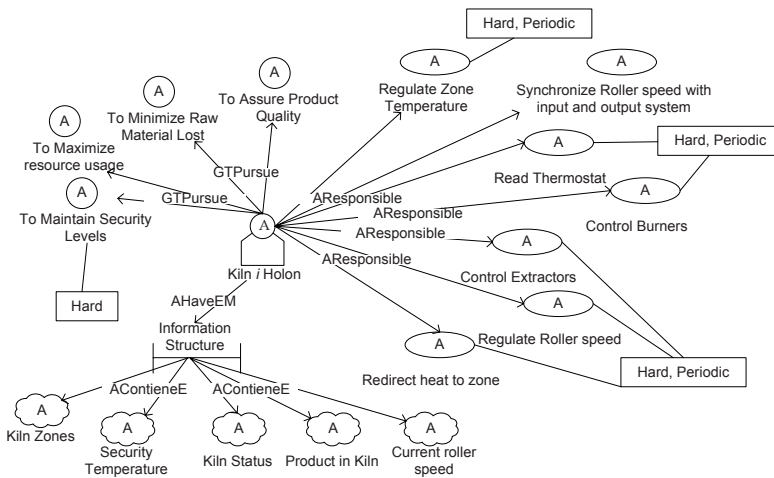 Hard, Periodic
A
A
A
A
A
Regulate Zone
Temperature
Synchronize Roller speed with
input and output system
To Assure Product
Quality
To Minimize Raw
Material Lost
A
To Maximize
resource usage
A
Hard, Periodic
GTPursue
Read Thermostat
A
A
GTPursue
AResponsible
AResponsible
To Maintain Security
Levels
A
AResponsible
A
Control Burners
AResponsible
Kiln i Holon
Control Extractors
Hard
AHaveEM
A
Information
Structure
A
Regulate Roller speed
Hard, Periodic
Redirect heat to zone
AContieneE
AContieneE
A
A
A
A
A
Kiln Zones
Security
Temperature
Kiln Status
Product in Kiln
Current roller
speed